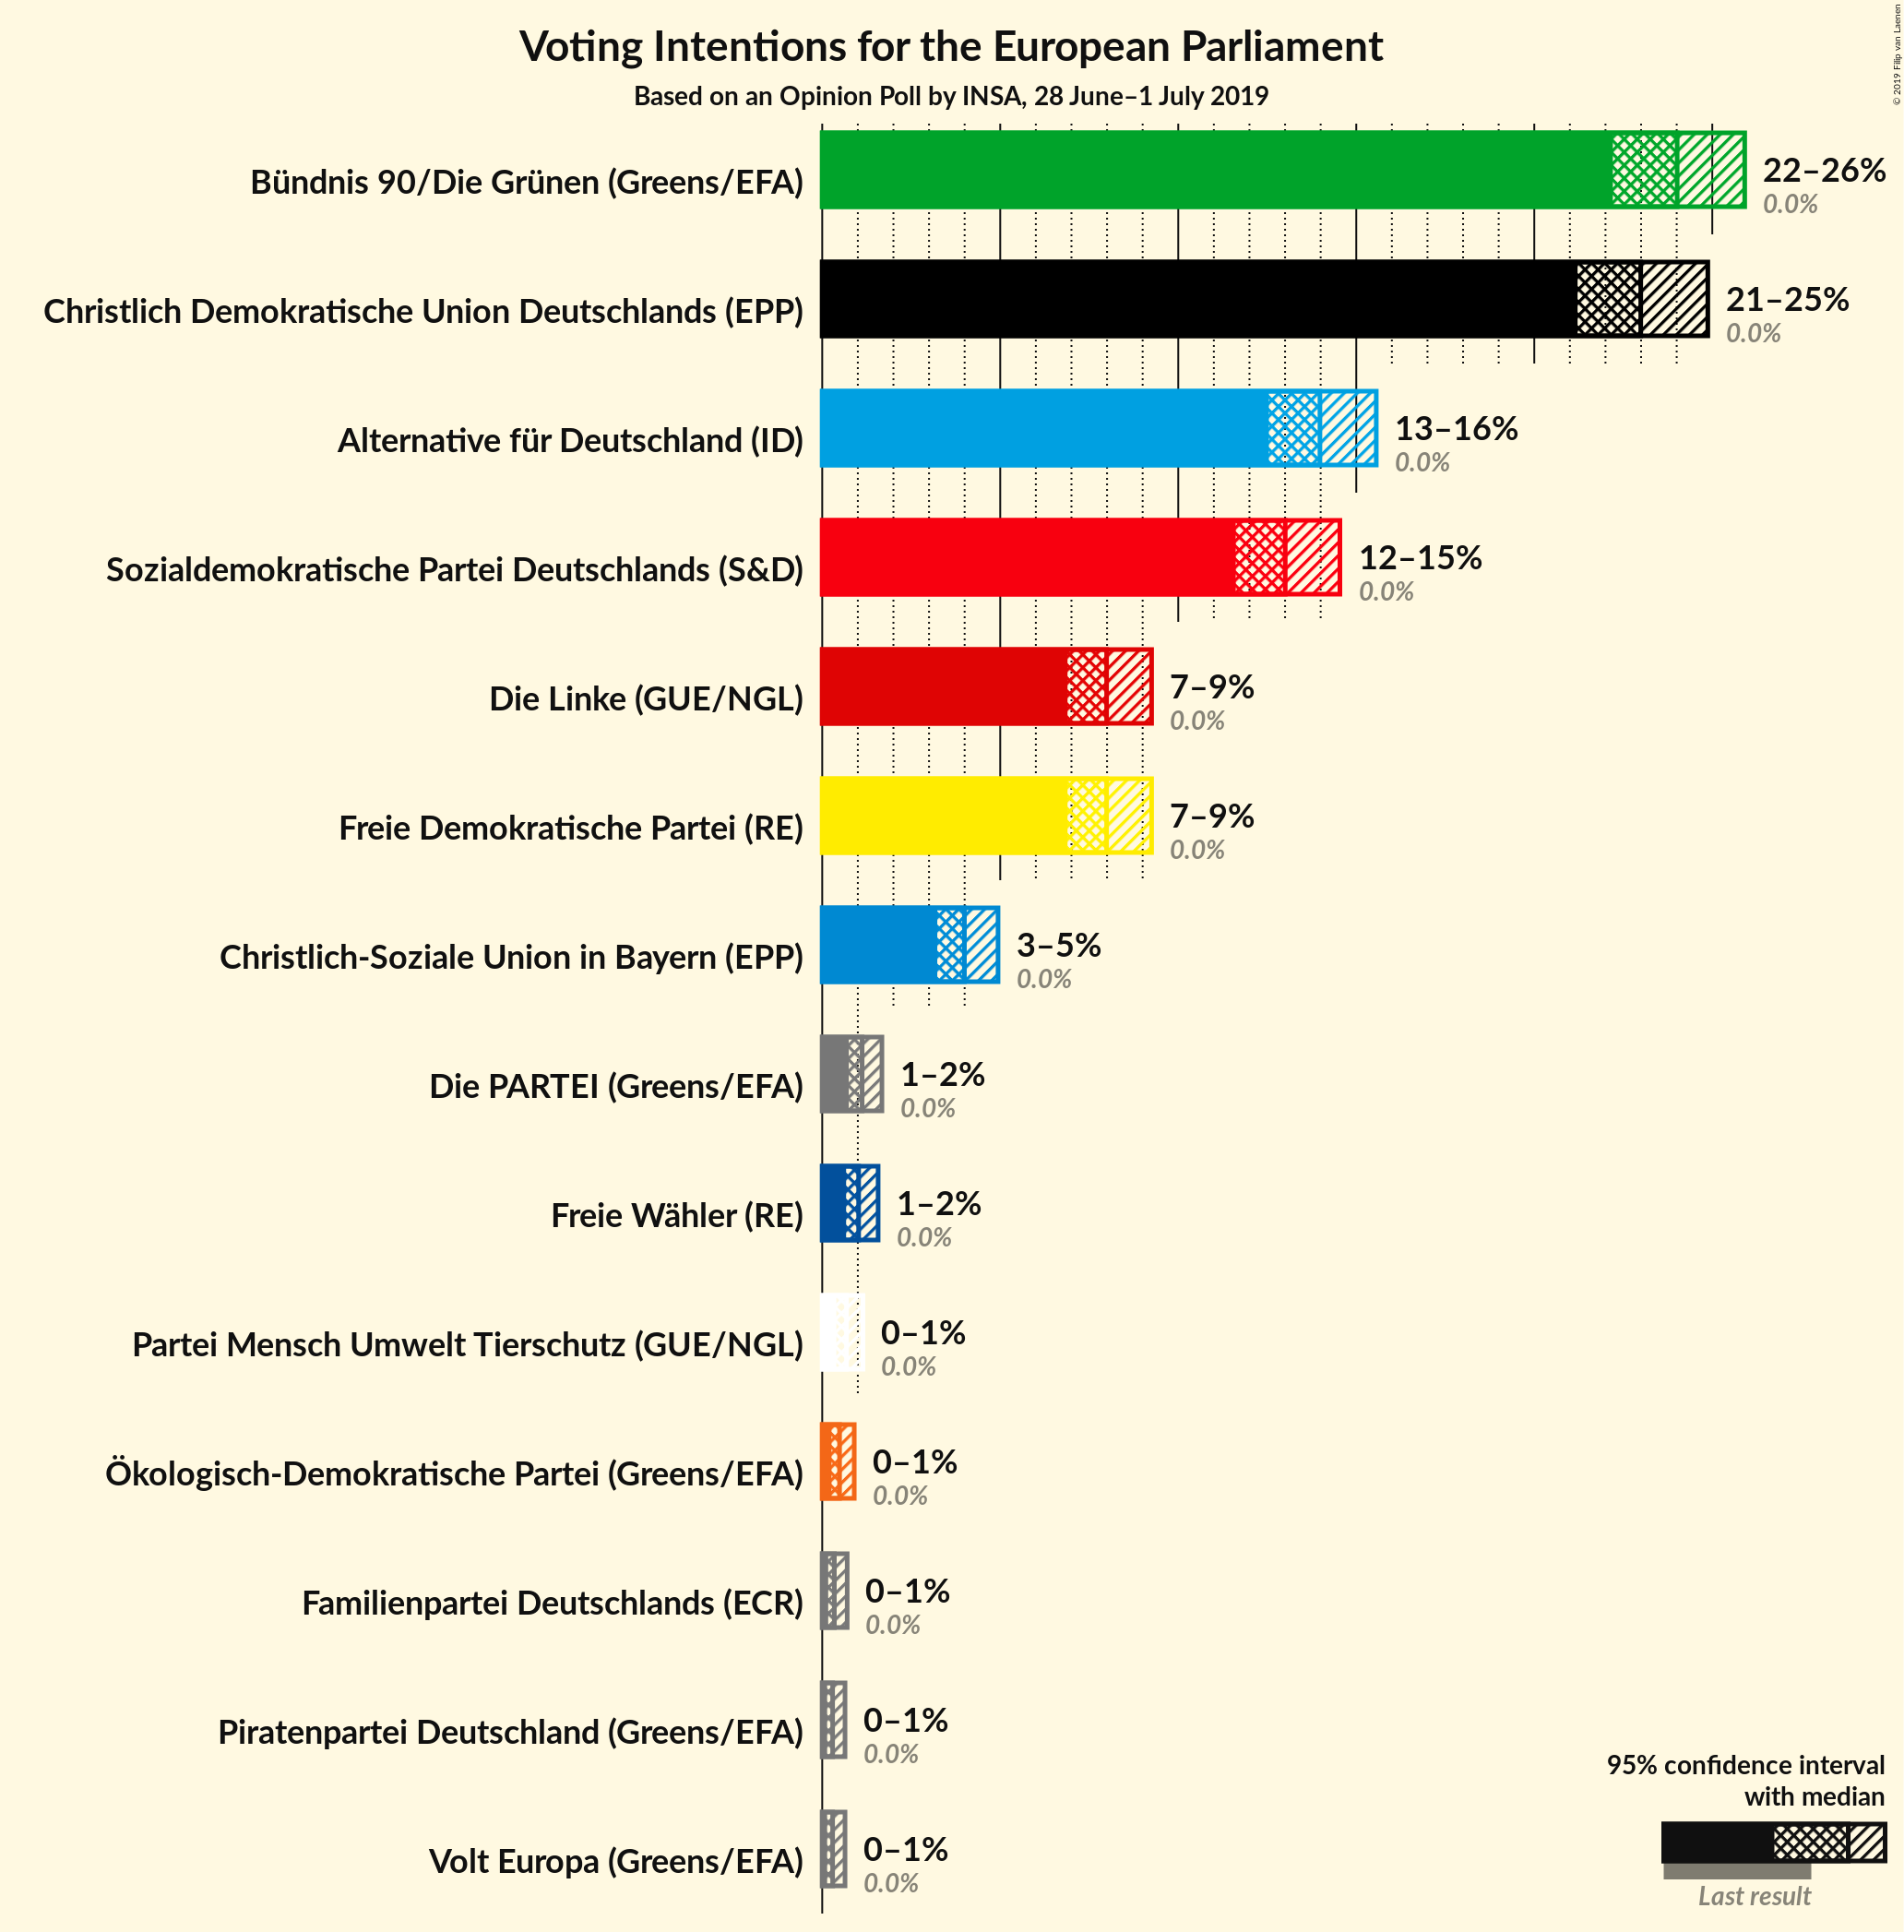 © 2019 Filip van Laenen
Voting Intentions for the European Parliament
Based on an Opinion Poll by INSA, 28 June–1 July 2019
Bündnis 90/Die Grünen (Greens/EFA)
22–26%
0.0%
Christlich Demokratische Union Deutschlands (EPP)
21–25%
0.0%
Alternative für Deutschland (ID)
13–16%
0.0%
Sozialdemokratische Partei Deutschlands (S&D)
12–15%
0.0%
Die Linke (GUE/NGL)
7–9%
0.0%
Freie Demokratische Partei (RE)
7–9%
0.0%
Christlich-Soziale Union in Bayern (EPP)
3–5%
0.0%
Die PARTEI (Greens/EFA)
1–2%
0.0%
Freie Wähler (RE)
1–2%
0.0%
Partei Mensch Umwelt Tierschutz (GUE/NGL)
0–1%
0.0%
Ökologisch-Demokratische Partei (Greens/EFA)
0–1%
0.0%
Familienpartei Deutschlands (ECR)
0–1%
0.0%
Piratenpartei Deutschland (Greens/EFA)
0–1%
0.0%
Volt Europa (Greens/EFA)
0–1%
0.0%
95% confidence interval
with median
Last result